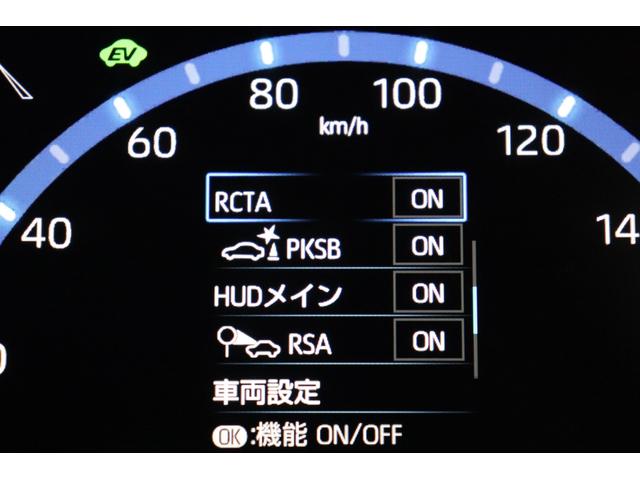 EV
80 100
km/h
60 120
40 14
RCTA ON
PKSB ON
HUDメイン ON
RSA ON
車両設定
OK:機能 ON/OFF